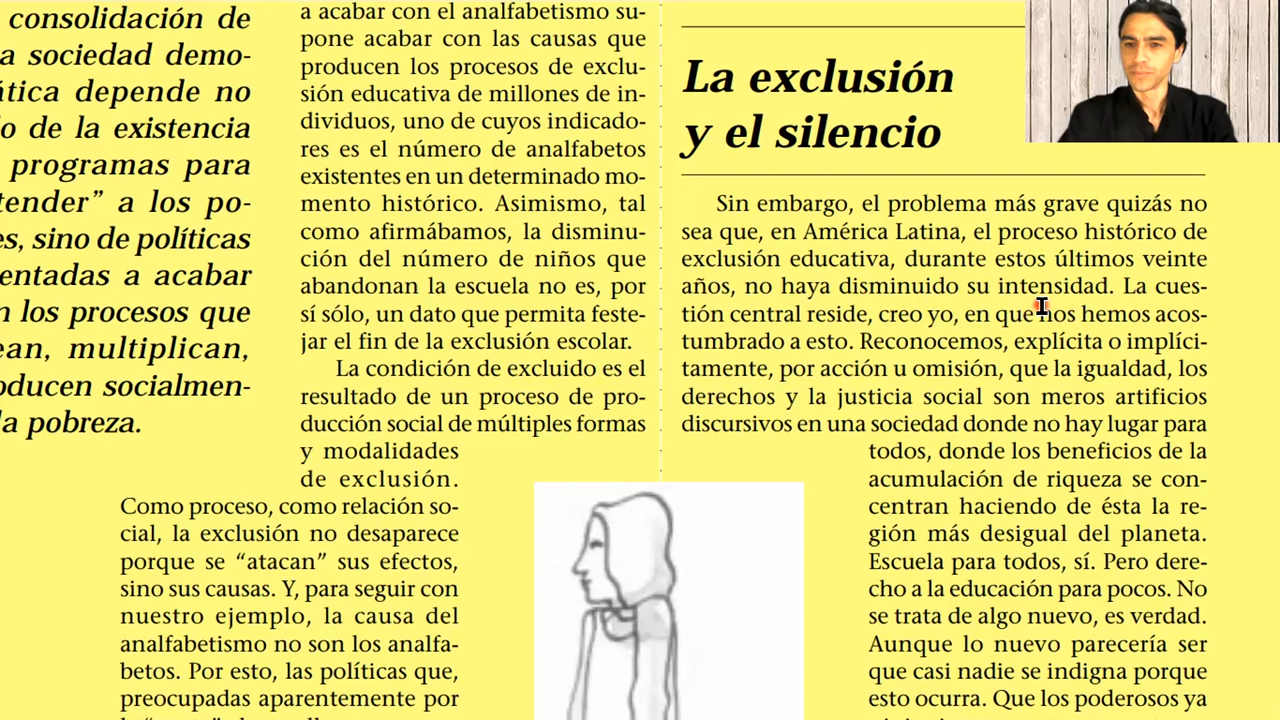 consolidación de
a sociedad demo-
ática depende no
o de la existencia
programas para
tender” a los po-
es, sino de políticas
entadas a acabar
n los procesos que
ean, multiplican,
oducen socialmen-
la pobreza.
a acabar con el analfabetismo su-
pone acabar con las causas que
producen los procesos de exclu-
sión educativa de millones de in-
dividuos, uno de cuyos indicado-
res es el número de analfabetos
existentes en un determinado mo-
mento histórico. Asimismo, tal
como afirmábamos, la disminu-
ción del número de niños que
abandonan la escuela no es, por
sí sólo, un dato que permita feste-
jar el fin de la exclusión escolar.
La condición de excluido es el
resultado de un proceso de pro-
ducción social de múltiples formas
y modalidades
de exclusión.
Como proceso, como relación so-
cial, la exclusión no desaparece
porque se “atacan” sus efectos,
sino sus causas. Y, para seguir con
nuestro ejemplo, la causa del
analfabetismo no son los analfa-
betos. Por esto, las políticas que,
preocupadas aparentemente por
La exclusión
y el silencio
Sin embargo, el problema más grave quizás no
sea que, en América Latina, el proceso histórico de
exclusión educativa, durante estos últimos veinte
años, no haya disminuido su intensidad. La cues-
tión central reside, creo yo, en que nos hemos acos-
tumbrado a esto. Reconocemos, explícita o implíci-
tamente, por acción u omisión, que la igualdad, los
derechos y la justicia social son meros artificios
discursivos en una sociedad donde no hay lugar para
todos, donde los beneficios de la
acumulación de riqueza se con-
centran haciendo de ésta la re-
gión más desigual del planeta.
Escuela para todos, sí. Pero dere-
cho a la educación para pocos. No
se trata de algo nuevo, es verdad.
Aunque lo nuevo parecería ser
que casi nadie se indigna porque
esto ocurra. Que los poderosos ya